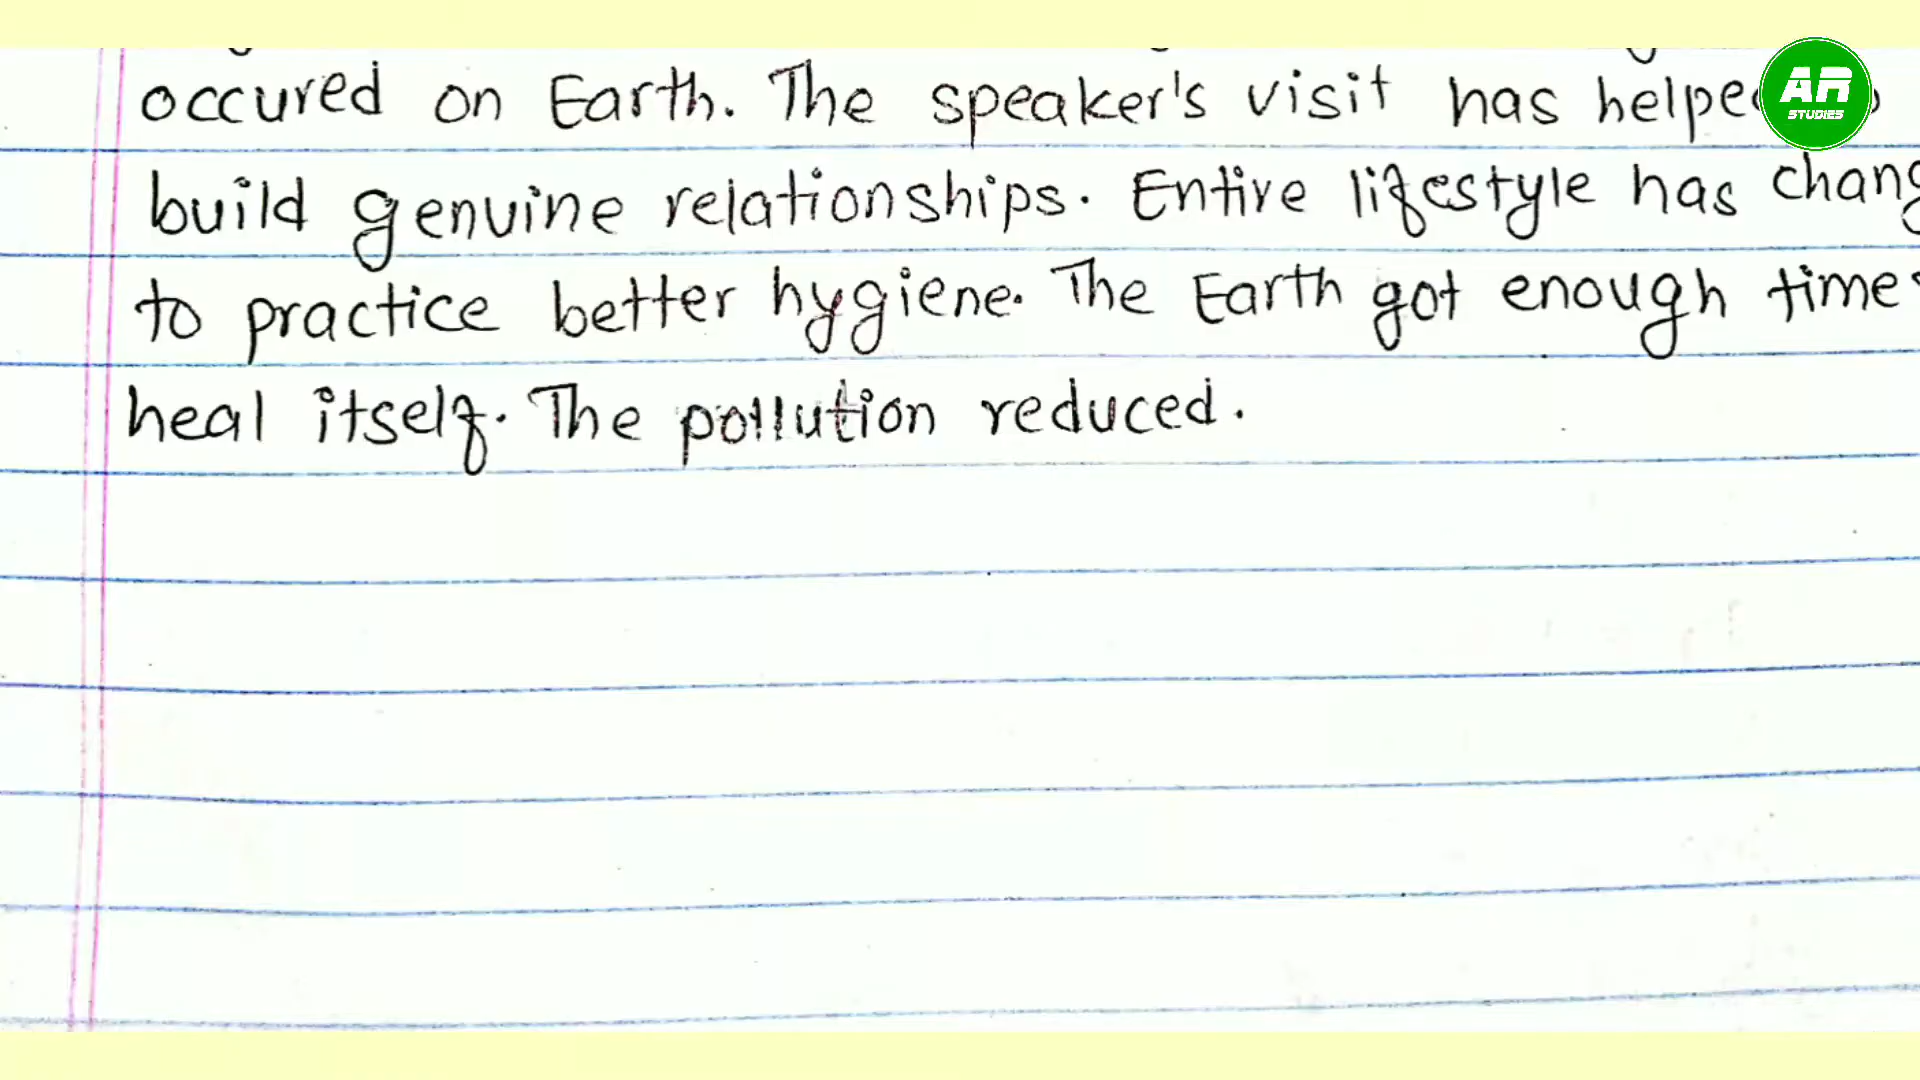 occured on Earth. The speaker's visit has helpe
build genuine relationships. Entire lifestyle has chang
to practice better hygiene. The Earth got enough time
heal itself. The pollution reduced.
AR
STUDIES